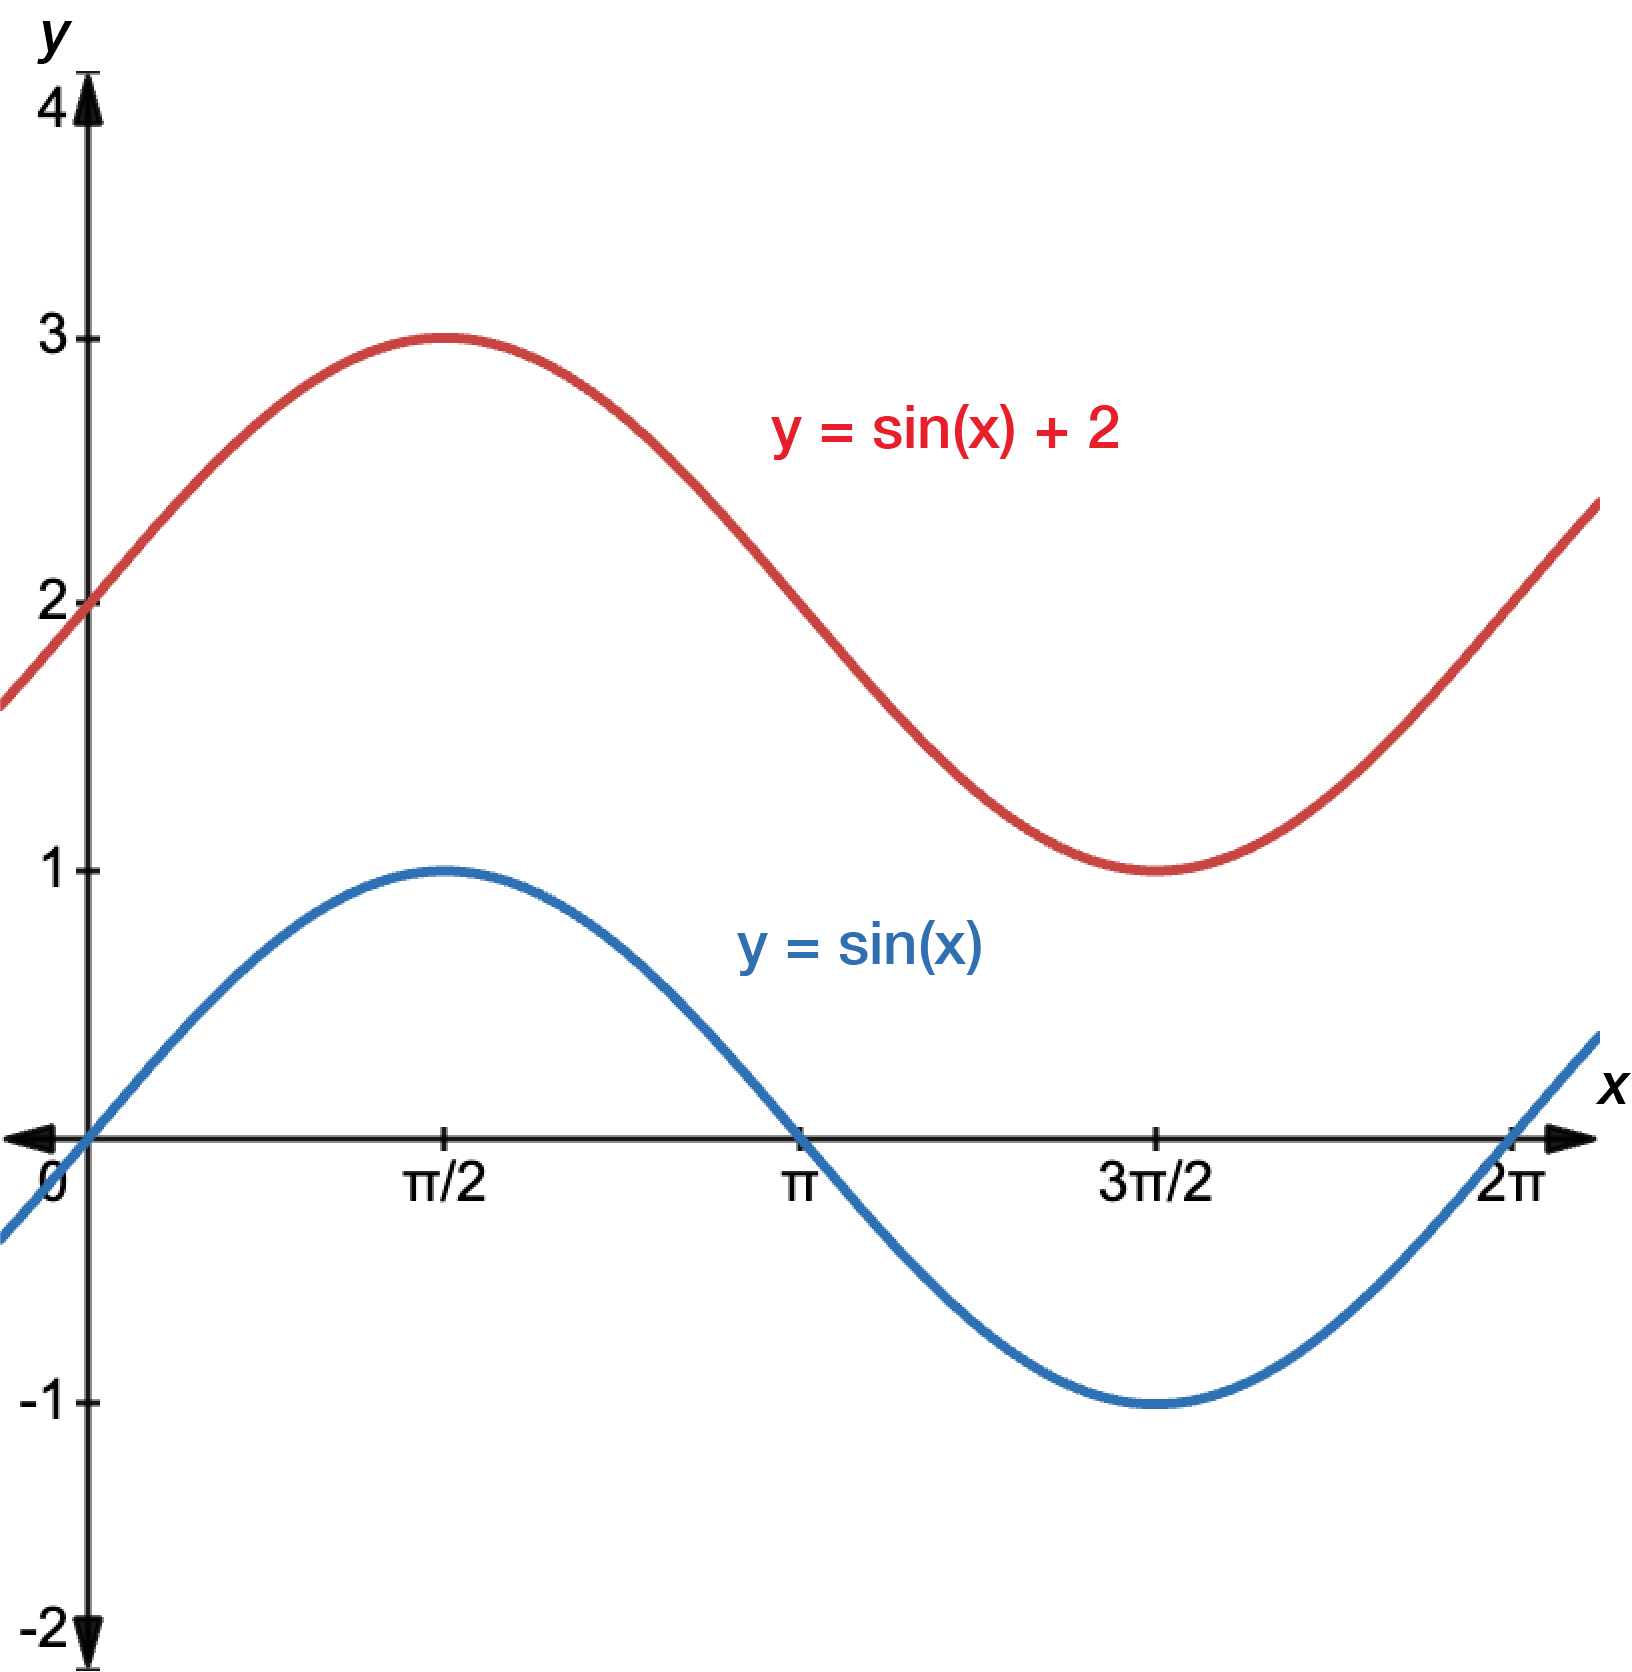 y
4
3
y = sin(x) + 2
2
1
y = sin(x)
x
0 π/2 π 3π/2 2π
-1
-2